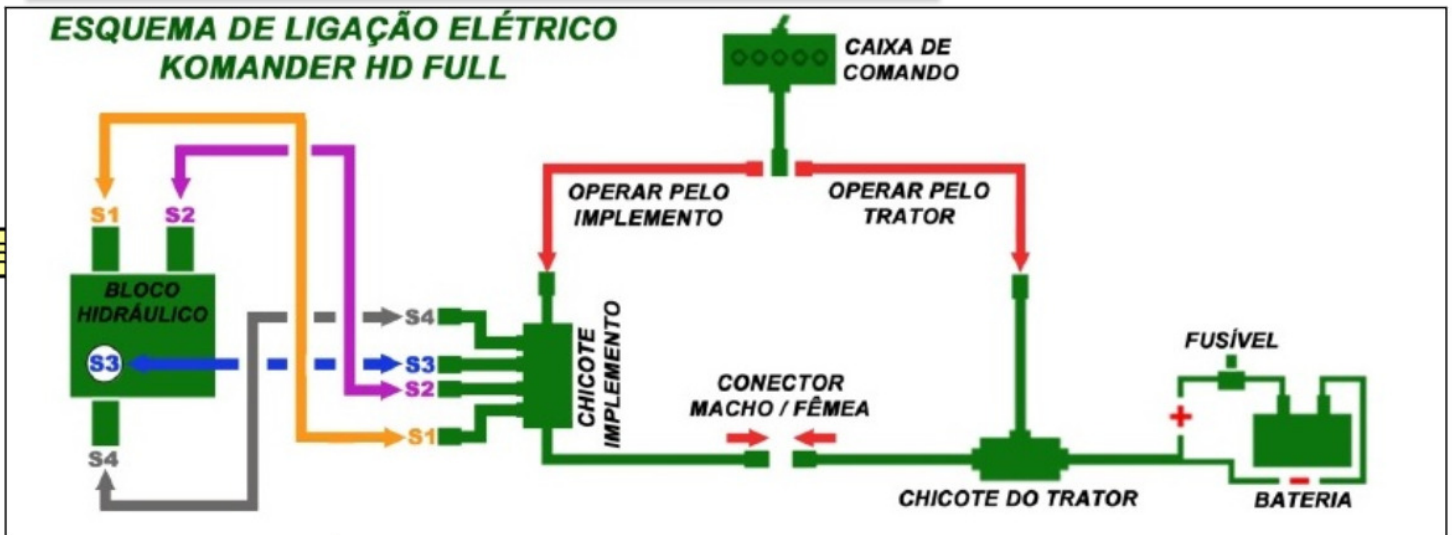 ESQUEMA DE LIGAÇÃO ELÉTRICO
KOMANDER HD FULL
CAIXA DE
COMANDO
OPERAR PELO
IMPLEMENTO
OPERAR PELO
TRATOR
S1
S2
BLOCO
HIDRÁULICO
S3
S4
S4
S3
S2
S1
CHICOTE
IMPLEMENTO
CONECTOR
MACHO / FÊMEA
CHICOTE DO TRATOR
FUSÍVEL
+
-
BATERIA